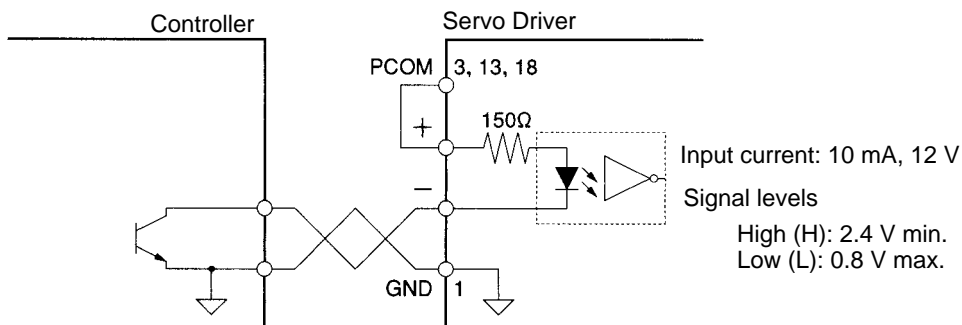 Controller
Servo Driver
PCOM 3, 13, 18
+
150Ω
Input current: 10 mA, 12 V
−
Signal levels
High (H): 2.4 V min.
Low (L): 0.8 V max.
GND 1